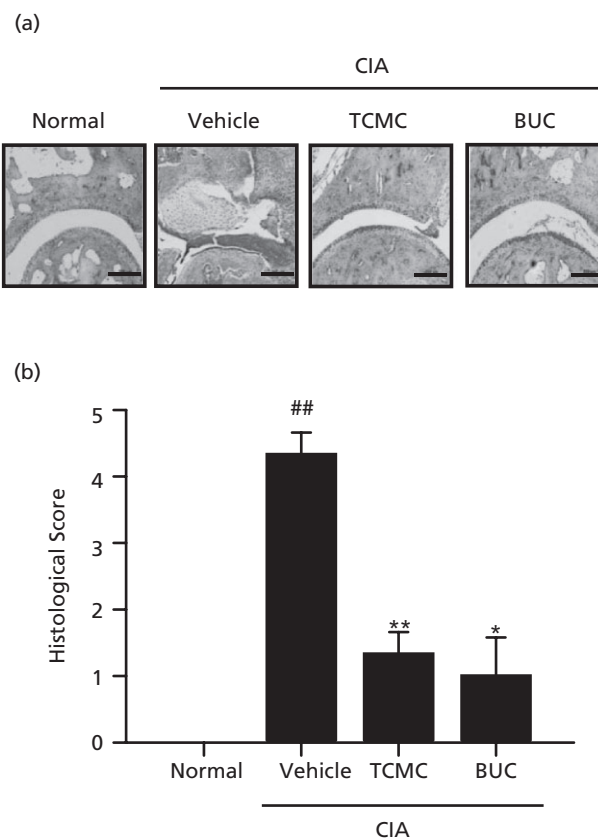 (a)
CIA
Normal Vehicle TCMC BUC
(b)
Histological Score
5
4
3
2
1
0
##
**
*
Normal Vehicle TCMC BUC
CIA